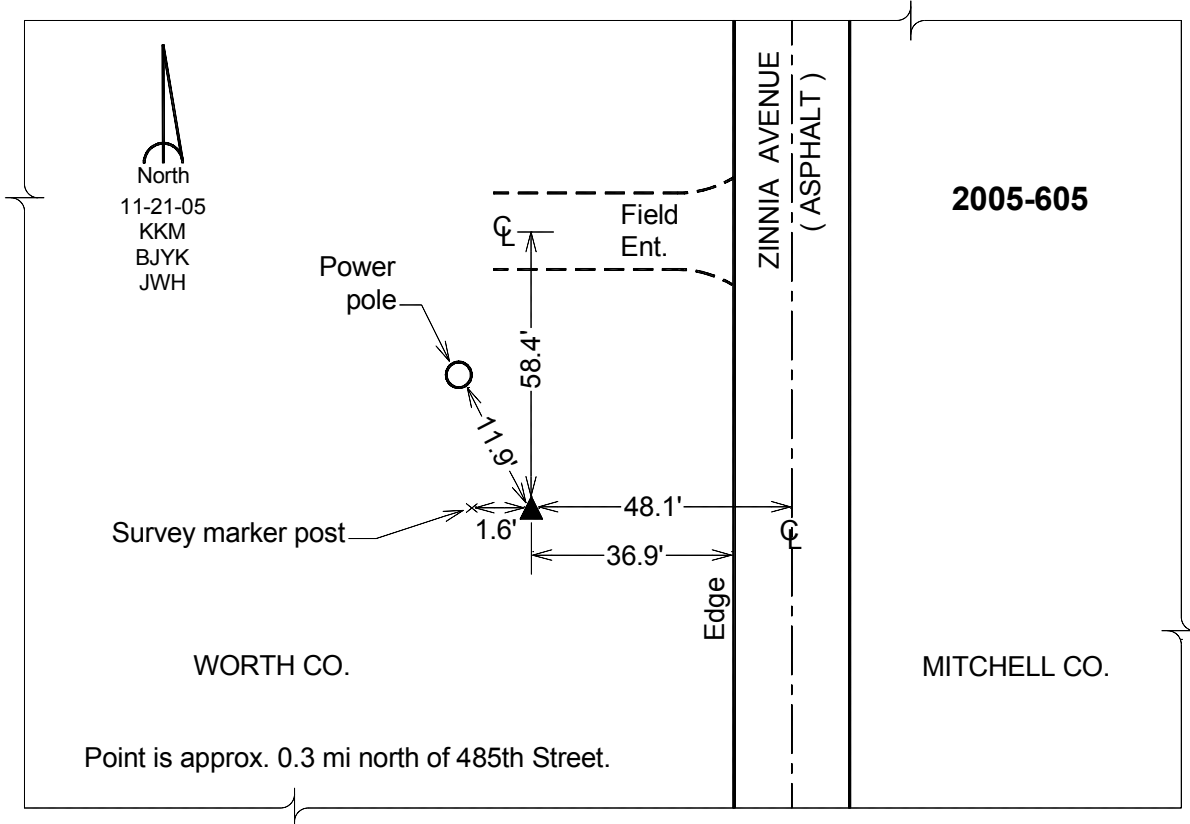 North
11-21-05
KKM
BJYK
JWH
2005-605
ZINNIA AVENUE
( ASPHALT )
Field
Ent.
℄
Power
pole
58.4'
11.9'
48.1'
Survey marker post
1.6'
℄
36.9'
Edge
WORTH CO.
MITCHELL CO.
Point is approx. 0.3 mi north of 485th Street.